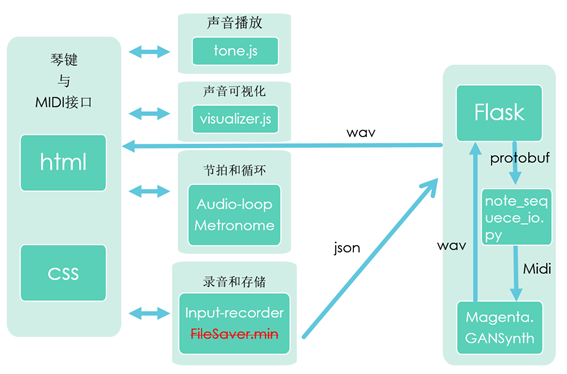 琴键
与
MIDI接口
html
css
声音播放
tone.js
声音可视化
visualizer.js
节拍和循环
Audio-loop
Metronome
录音和存储
Input-recorder
FileSaver.min
wav
json
Flask
protobuf
note_seq
uece_io.
py
wav
Midi
Magenta.
GANSynth